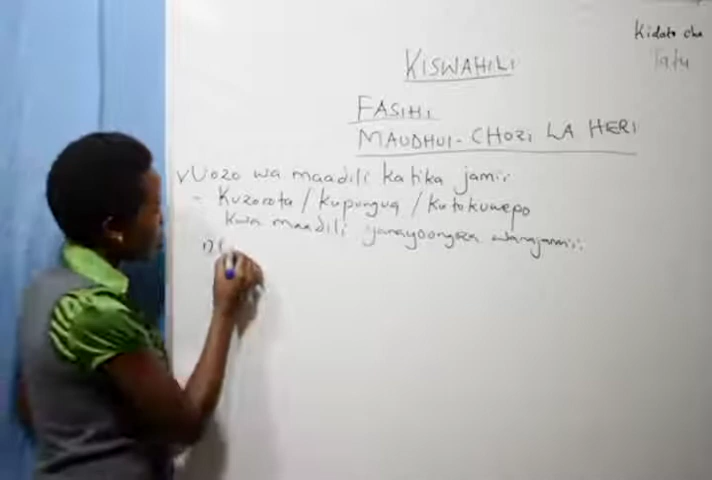 Kidato cha
Tatu
KISWAHILI
FASIHI
MAUDHUI - CHOZI LA HERI
√ Uozo wa maadili katika jamii
- Kuzorota / kupungua / kutokuwepo
kwa maadili yanayoongoza wanajamii